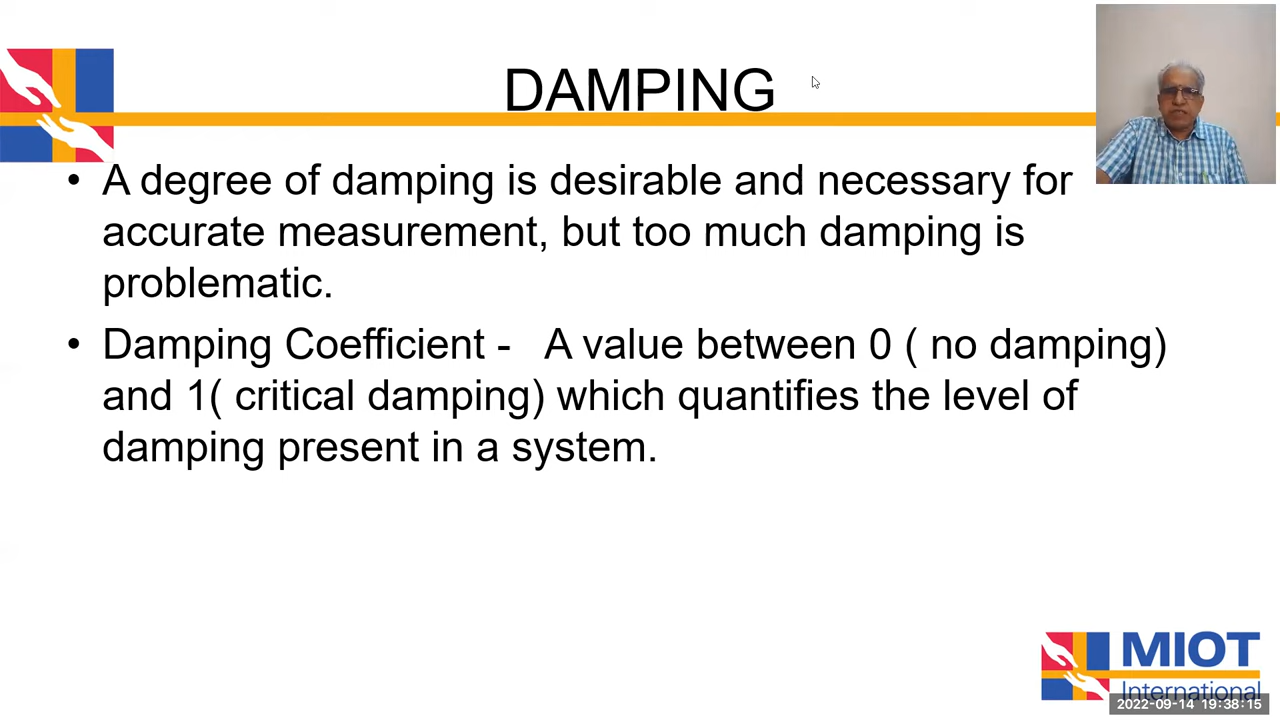 DAMPING
• A degree of damping is desirable and necessary for
accurate measurement, but too much damping is
problematic.
• Damping Coefficient - A value between 0 ( no damping)
and 1( critical damping) which quantifies the level of
damping present in a system.
MIOT
International
2022-09-14 19:38:15